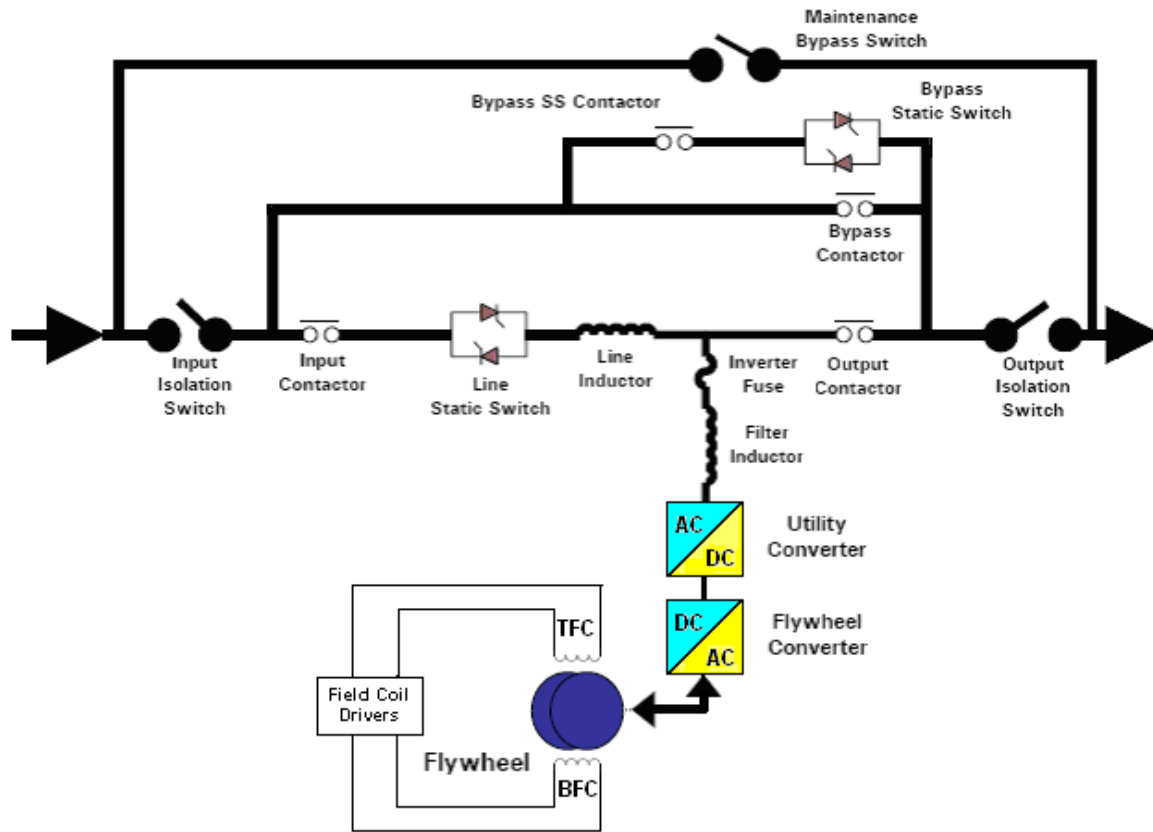 Maintenance
Bypass Switch
Bypass SS Contactor
Bypass
Static Switch
Bypass
Contactor
Input
Isolation
Switch
Input
Contactor
Line
Static Switch
Line
Inductor
Inverter
Fuse
Output
Contactor
Output
Isolation
Switch
Filter
Inductor
AC
DC
Utility
Converter
DC
AC
Flywheel
Converter
TFC
Field Coil
Drivers
Flywheel
BFC